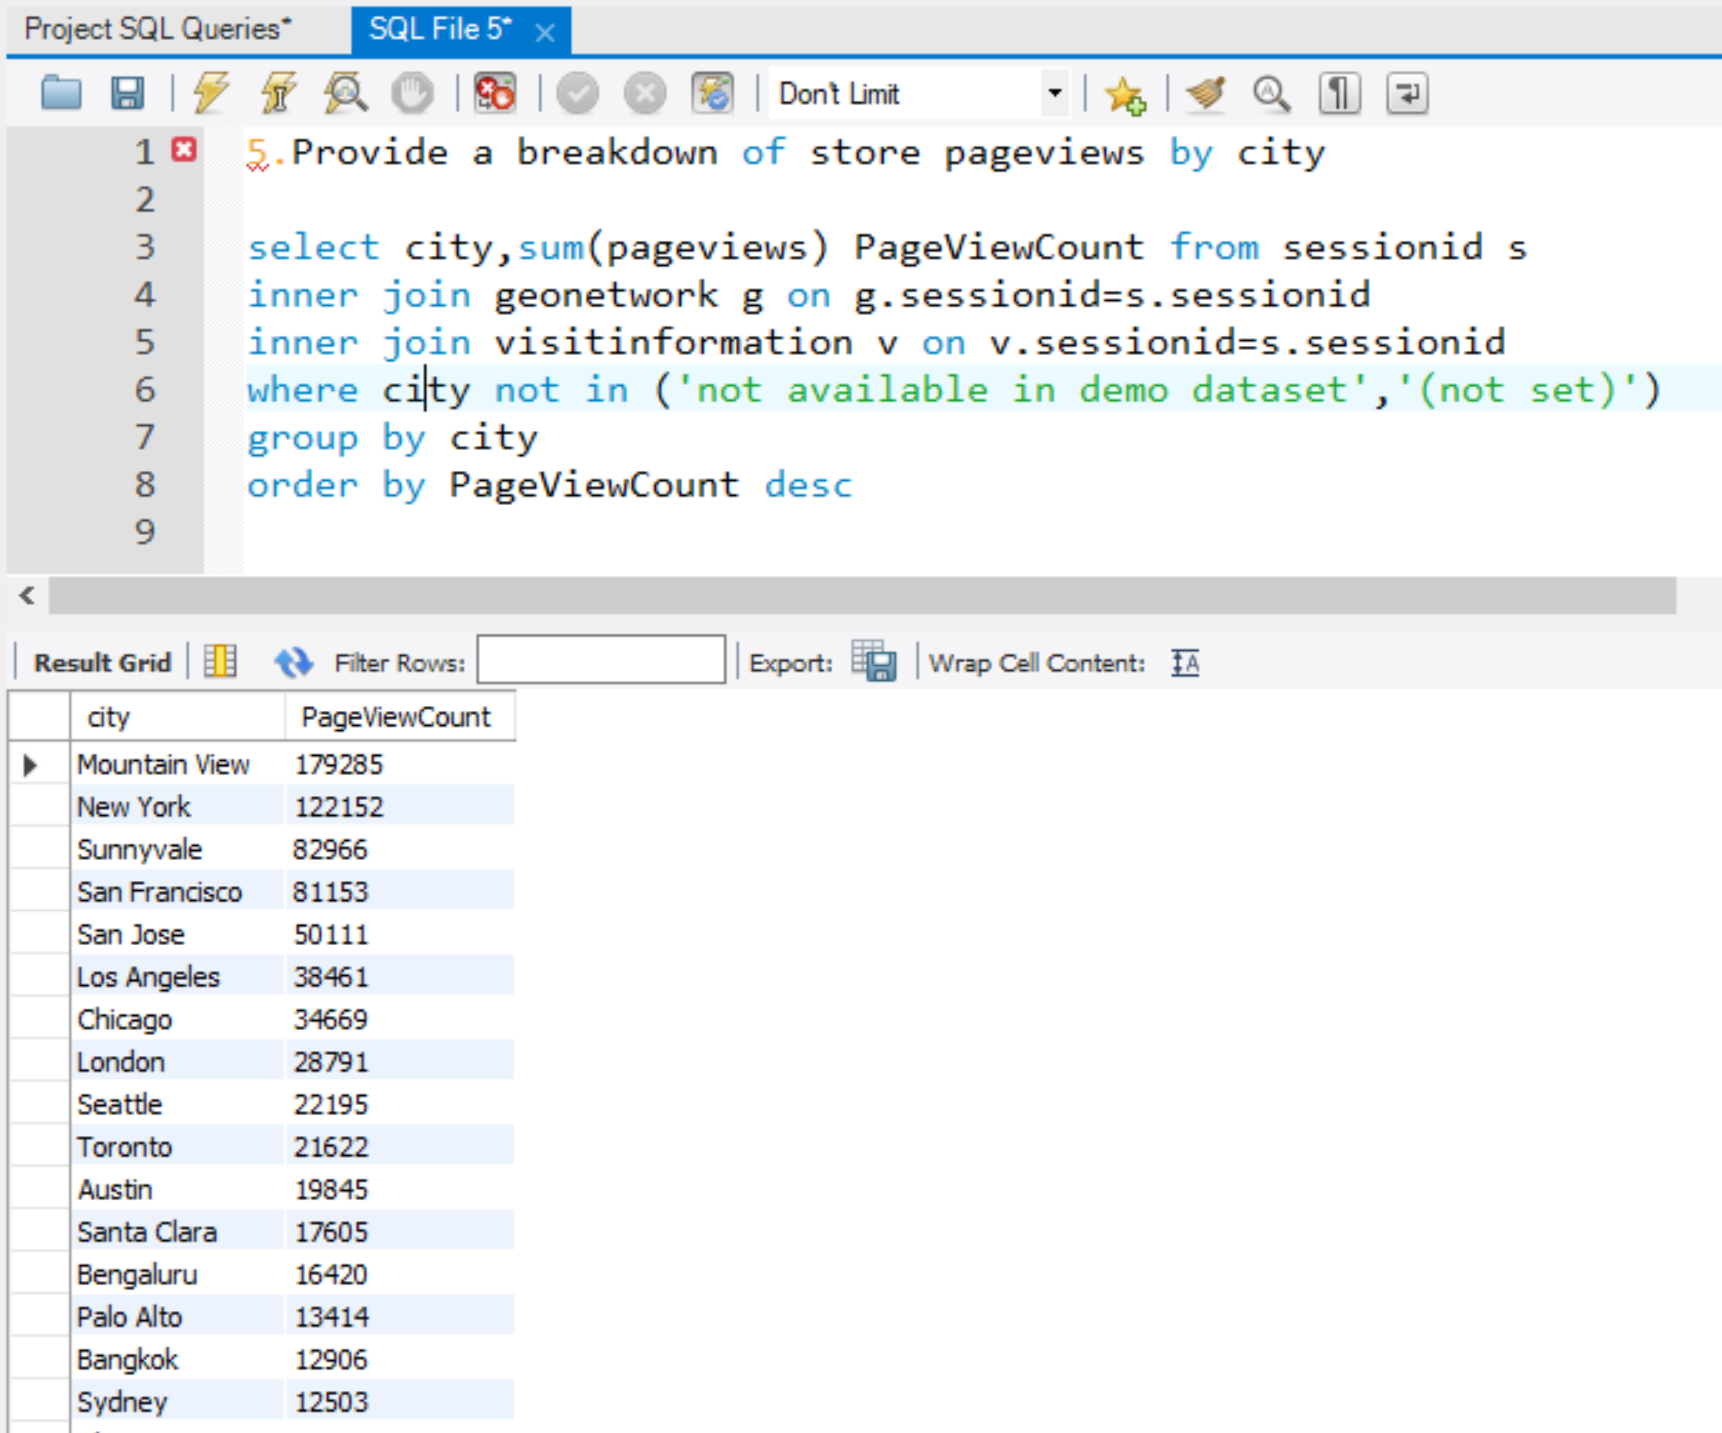 Project SQL Queries*
SQL File 5*
Don't Limit
1 5.Provide a breakdown of store pageviews by city
2
3 select city,sum(pageviews) PageViewCount from sessionid s
4 inner join geonetwork g on g.sessionid=s.sessionid
5 inner join visitinformation v on v.sessionid=s.sessionid
6 where city not in ('not available in demo dataset','(not set)')
7 group by city
8 order by PageViewCount desc
9
Result Grid Filter Rows: Export: Wrap Cell Content:
city PageViewCount
Mountain View 179285
New York 122152
Sunnyvale 82966
San Francisco 81153
San Jose 50111
Los Angeles 38461
Chicago 34669
London 28791
Seattle 22195
Toronto 21622
Austin 19845
Santa Clara 17605
Bengaluru 16420
Palo Alto 13414
Bangkok 12906
Sydney 12503